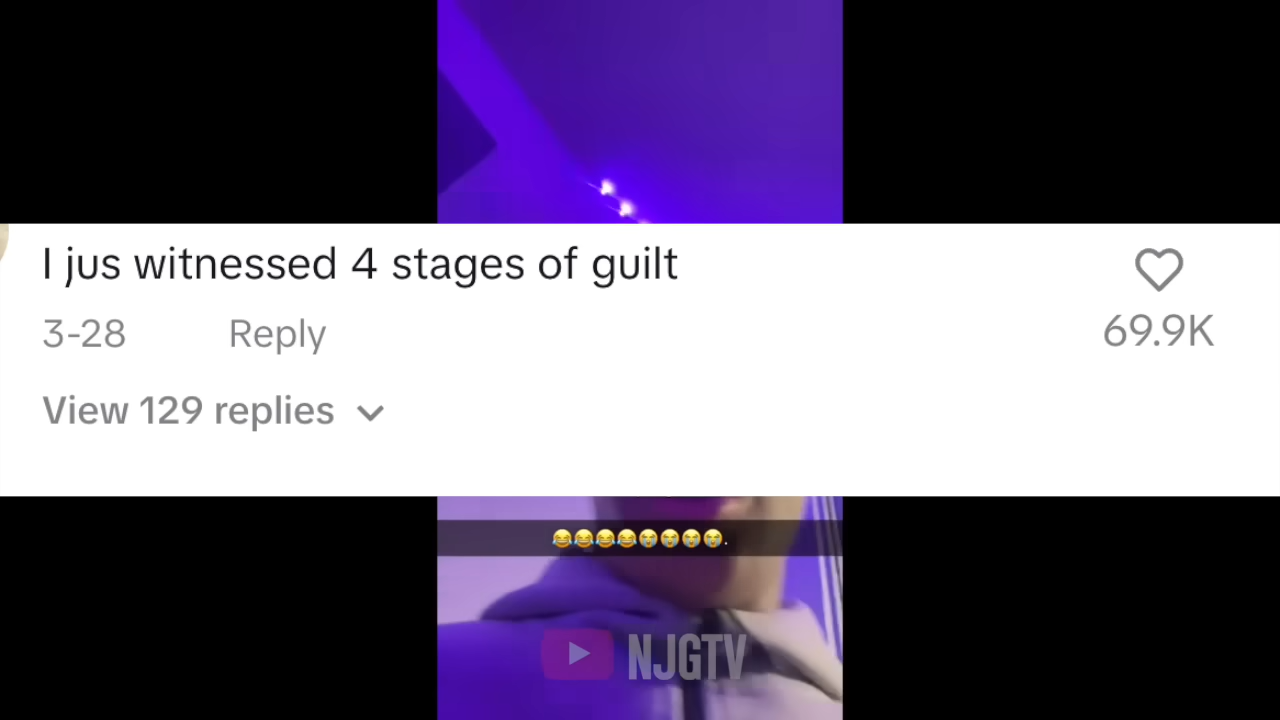 I jus witnessed 4 stages of guilt
69.9K
3-28 Reply
View 129 replies
😂😂😂😂😭😭😭😭.
NJGTV